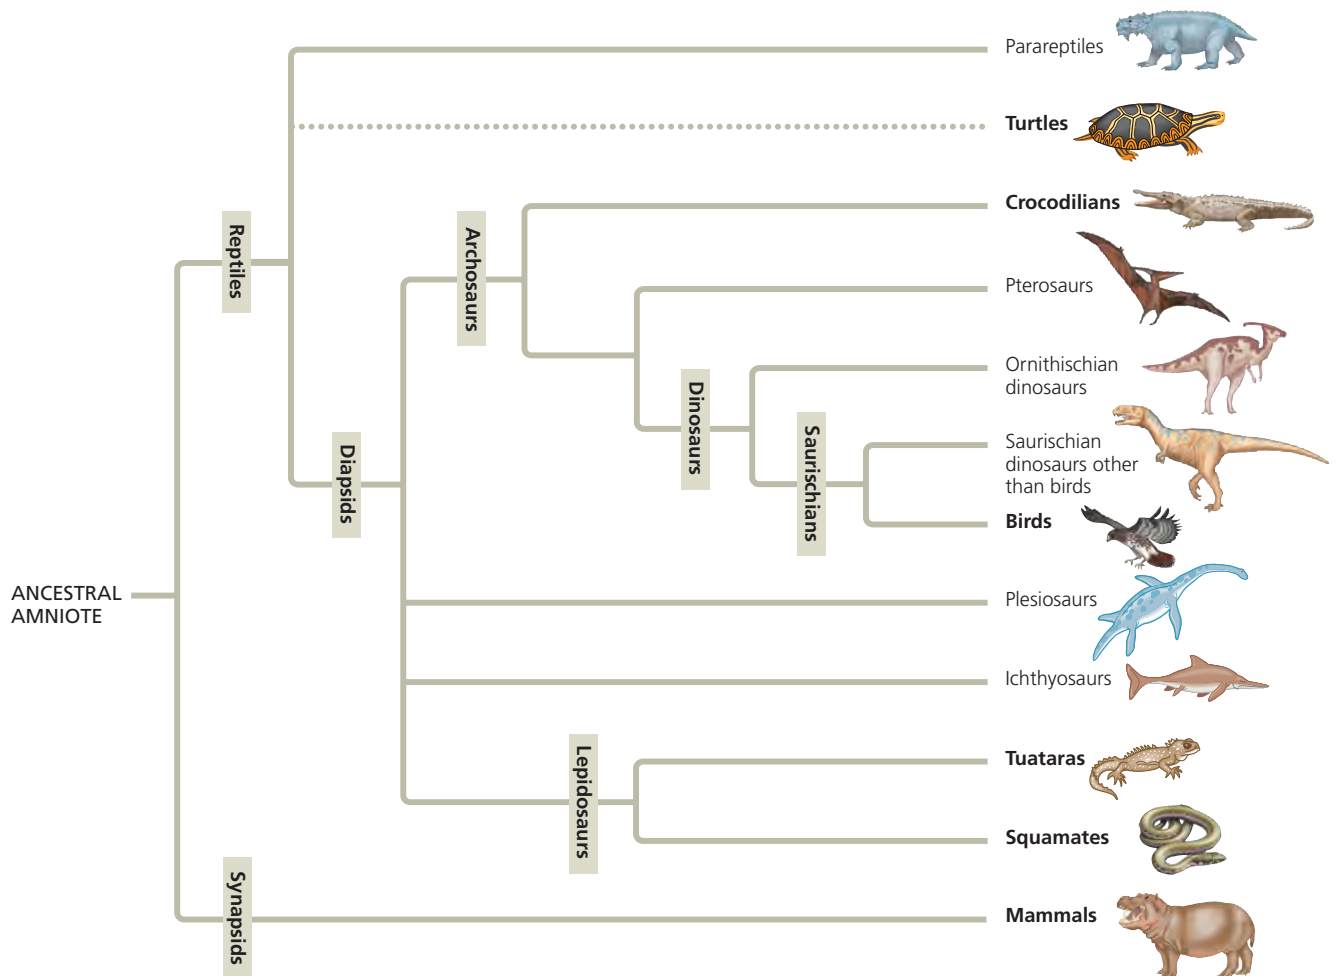 Parareptiles
Turtles
Crocodilians
Pterosaurs
Ornithischian
dinosaurs
Saurischian
dinosaurs other
than birds
Birds
Plesiosaurs
Ichthyosaurs
Tuataras
Squamates
Mammals
Reptiles
Archosaurs
Dinosaurs
Saurischians
Diapsids
Lepidosaurs
Synapsids
ANCESTRAL
AMNIOTE